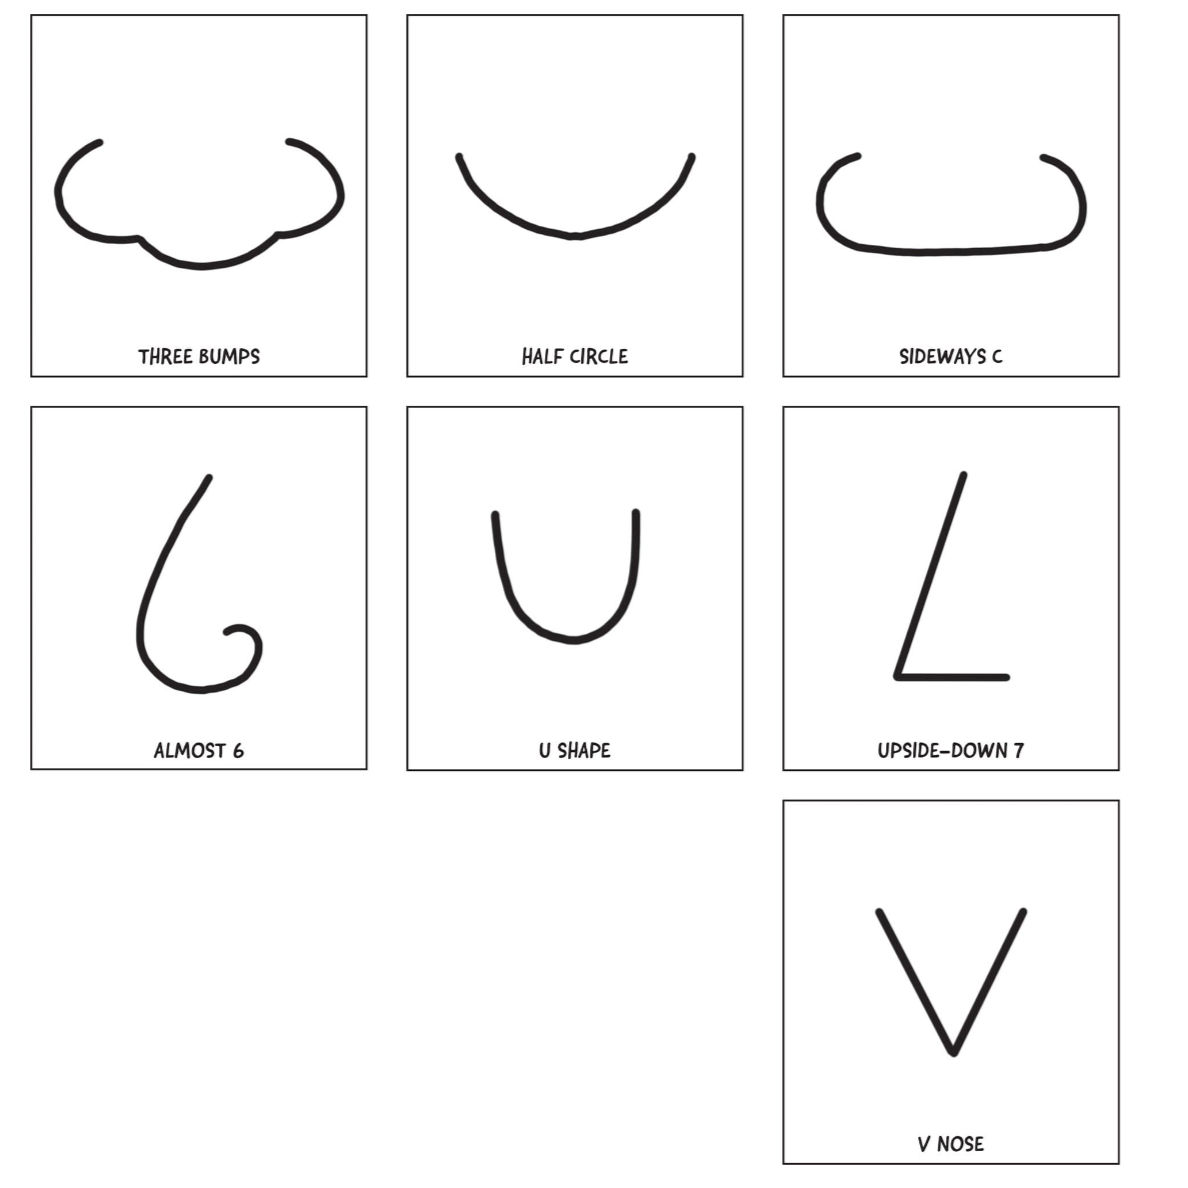 THREE BUMPS
HALF CIRCLE
SIDEWAYS C
ALMOST 6
U SHAPE
UPSIDE-DOWN 7
V NOSE